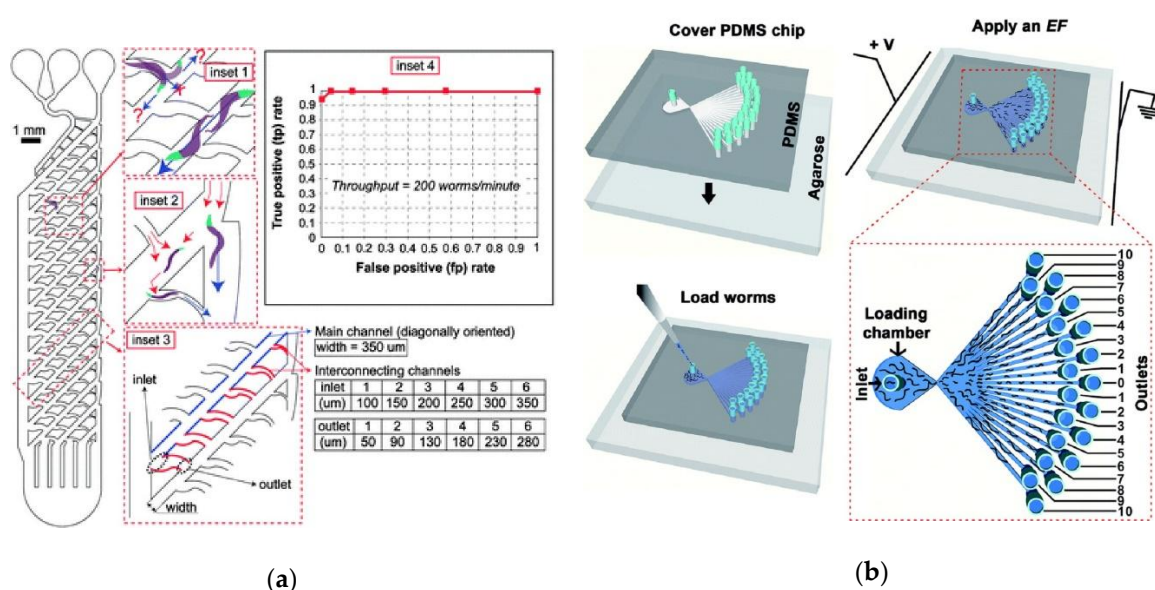 1 mm
inset 1
?
?
inset 2
inset 3
inlet
outlet
width
inset 4
True positive (tp) rate
1
0.9
0.8
0.7
0.6
0.5
0.4
0.3
0.2
0.1
0
Throughput = 200 worms/minute
0 0.1 0.2 0.3 0.4 0.5 0.6 0.7 0.8 0.9 1
False positive (fp) rate
Main channel (diagonally oriented)
width = 350 um
Interconnecting channels
inlet 1 2 3 4 5 6
(um) 100 150 200 250 300 350
outlet 1 2 3 4 5 6
(um) 50 90 130 180 230 280
(a)
Cover PDMS chip
PDMS
Agarose
Load worms
Apply an EF
+ V
Loading
chamber
Inlet
10
9
8
7
6
5
4
3
2
1
0
1
2
3
4
5
6
7
8
9
10
Outlets
(b)